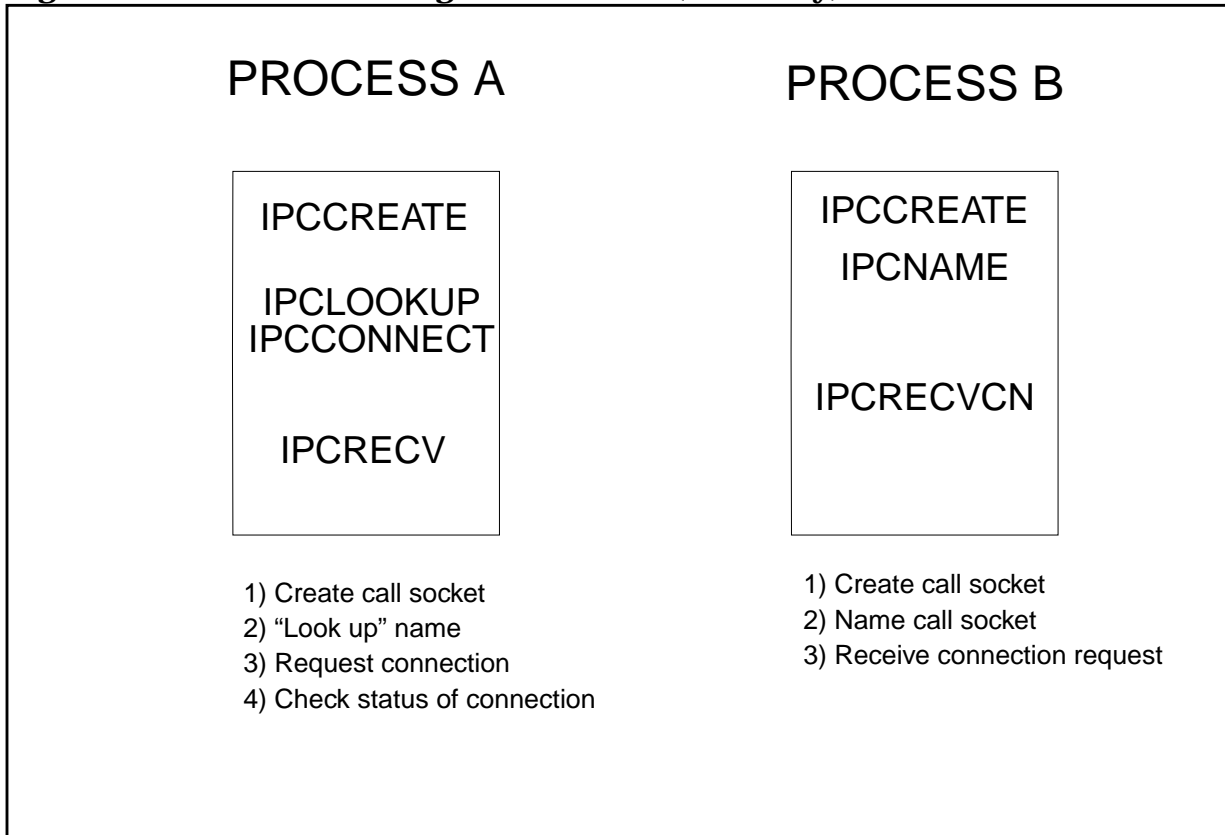 PROCESS A
IPCCREATE
IPCLOOKUP
IPCCONNECT
IPCRECV
1) Create call socket
2) “Look up” name
3) Request connection
4) Check status of connection
PROCESS B
IPCCREATE
IPCNAME
IPCRECVCN
1) Create call socket
2) Name call socket
3) Receive connection request